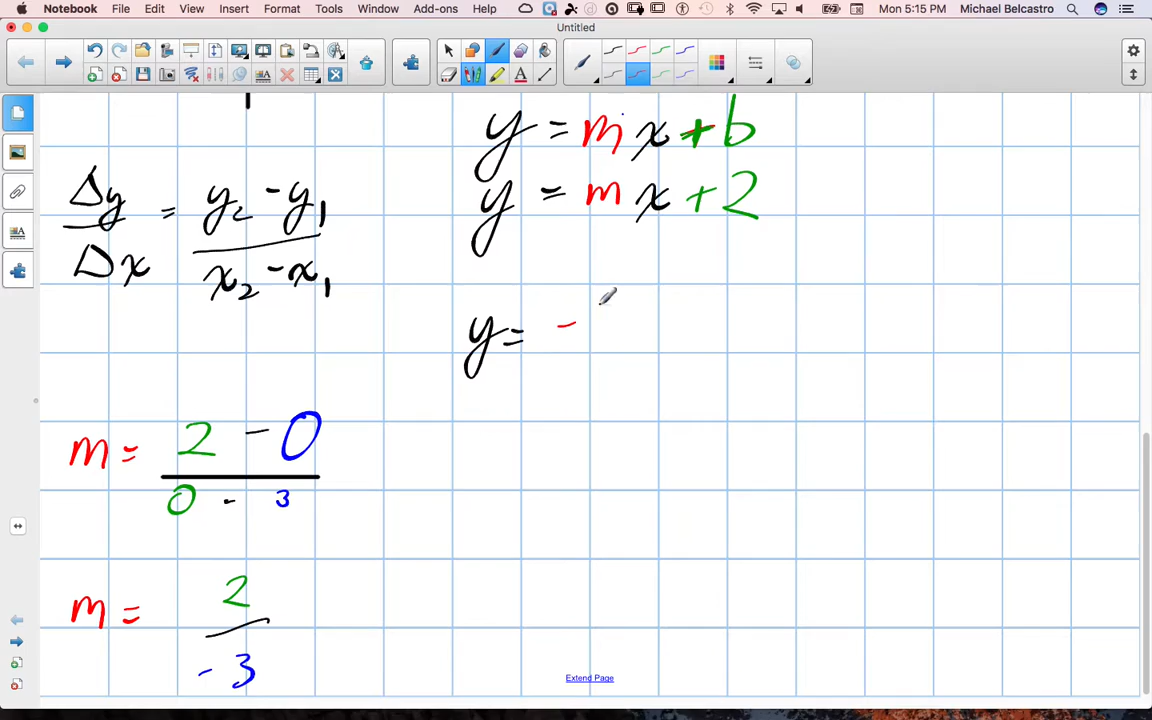 Notebook File Edit View Insert Format Tools Window Add-ons Help Mon 5:15 PM Michael Belcastro
Untitled
y = mx + b
y = mx + 2
Δy/Δx = y₂ - y₁ / x₂ - x₁
y = -
m = 2 - 0 / 0 - 3
m = 2 / -3
Extend Page